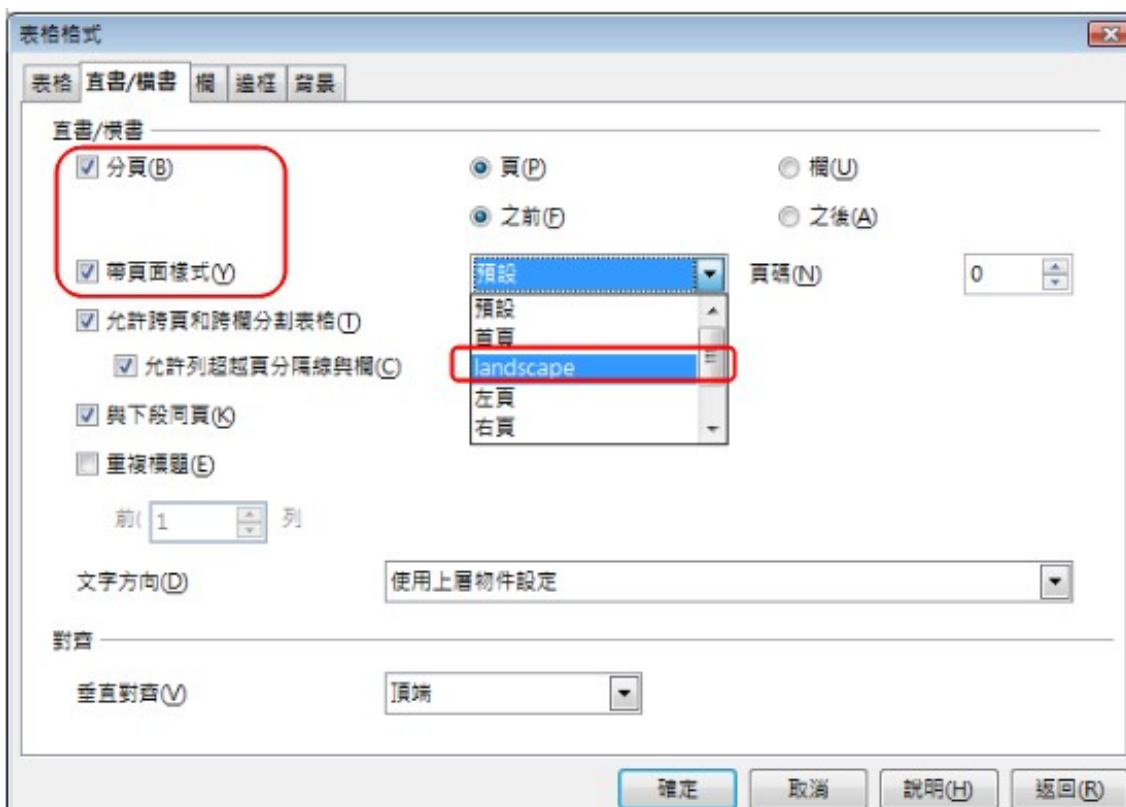 表格格式
表格 直書/橫書 欄 邊框 背景
直書/橫書
分頁(B) 頁(P) 欄(U)
之前(F) 之後(A)
帶頁面樣式(Y) 預設 頁碼(N) 0
預設
首頁
允許跨頁和跨欄分割表格(T)
landscape
允許列超越頁分隔線與欄(C)
左頁
與下段同頁(K)
右頁
重複標題(E)
前( 1 列
文字方向(D) 使用上層物件設定
對齊
垂直對齊(V) 頂端
確定 取消 說明(H) 返回(R)